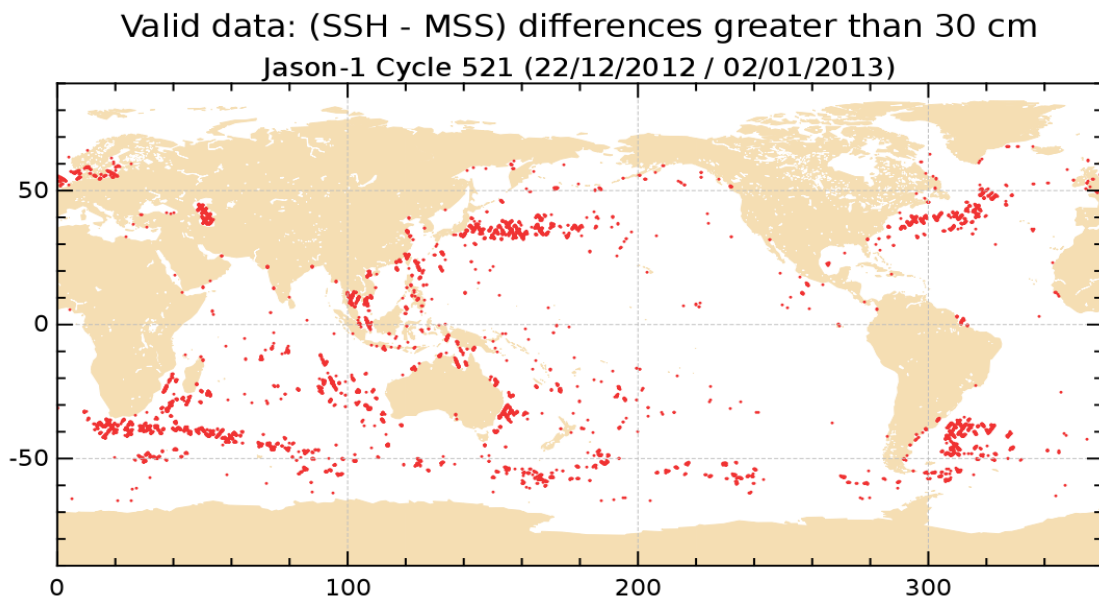 Valid data: (SSH - MSS) differences greater than 30 cm
Jason-1 Cycle 521 (22/12/2012 / 02/01/2013)
50
0
-50
0 100 200 300